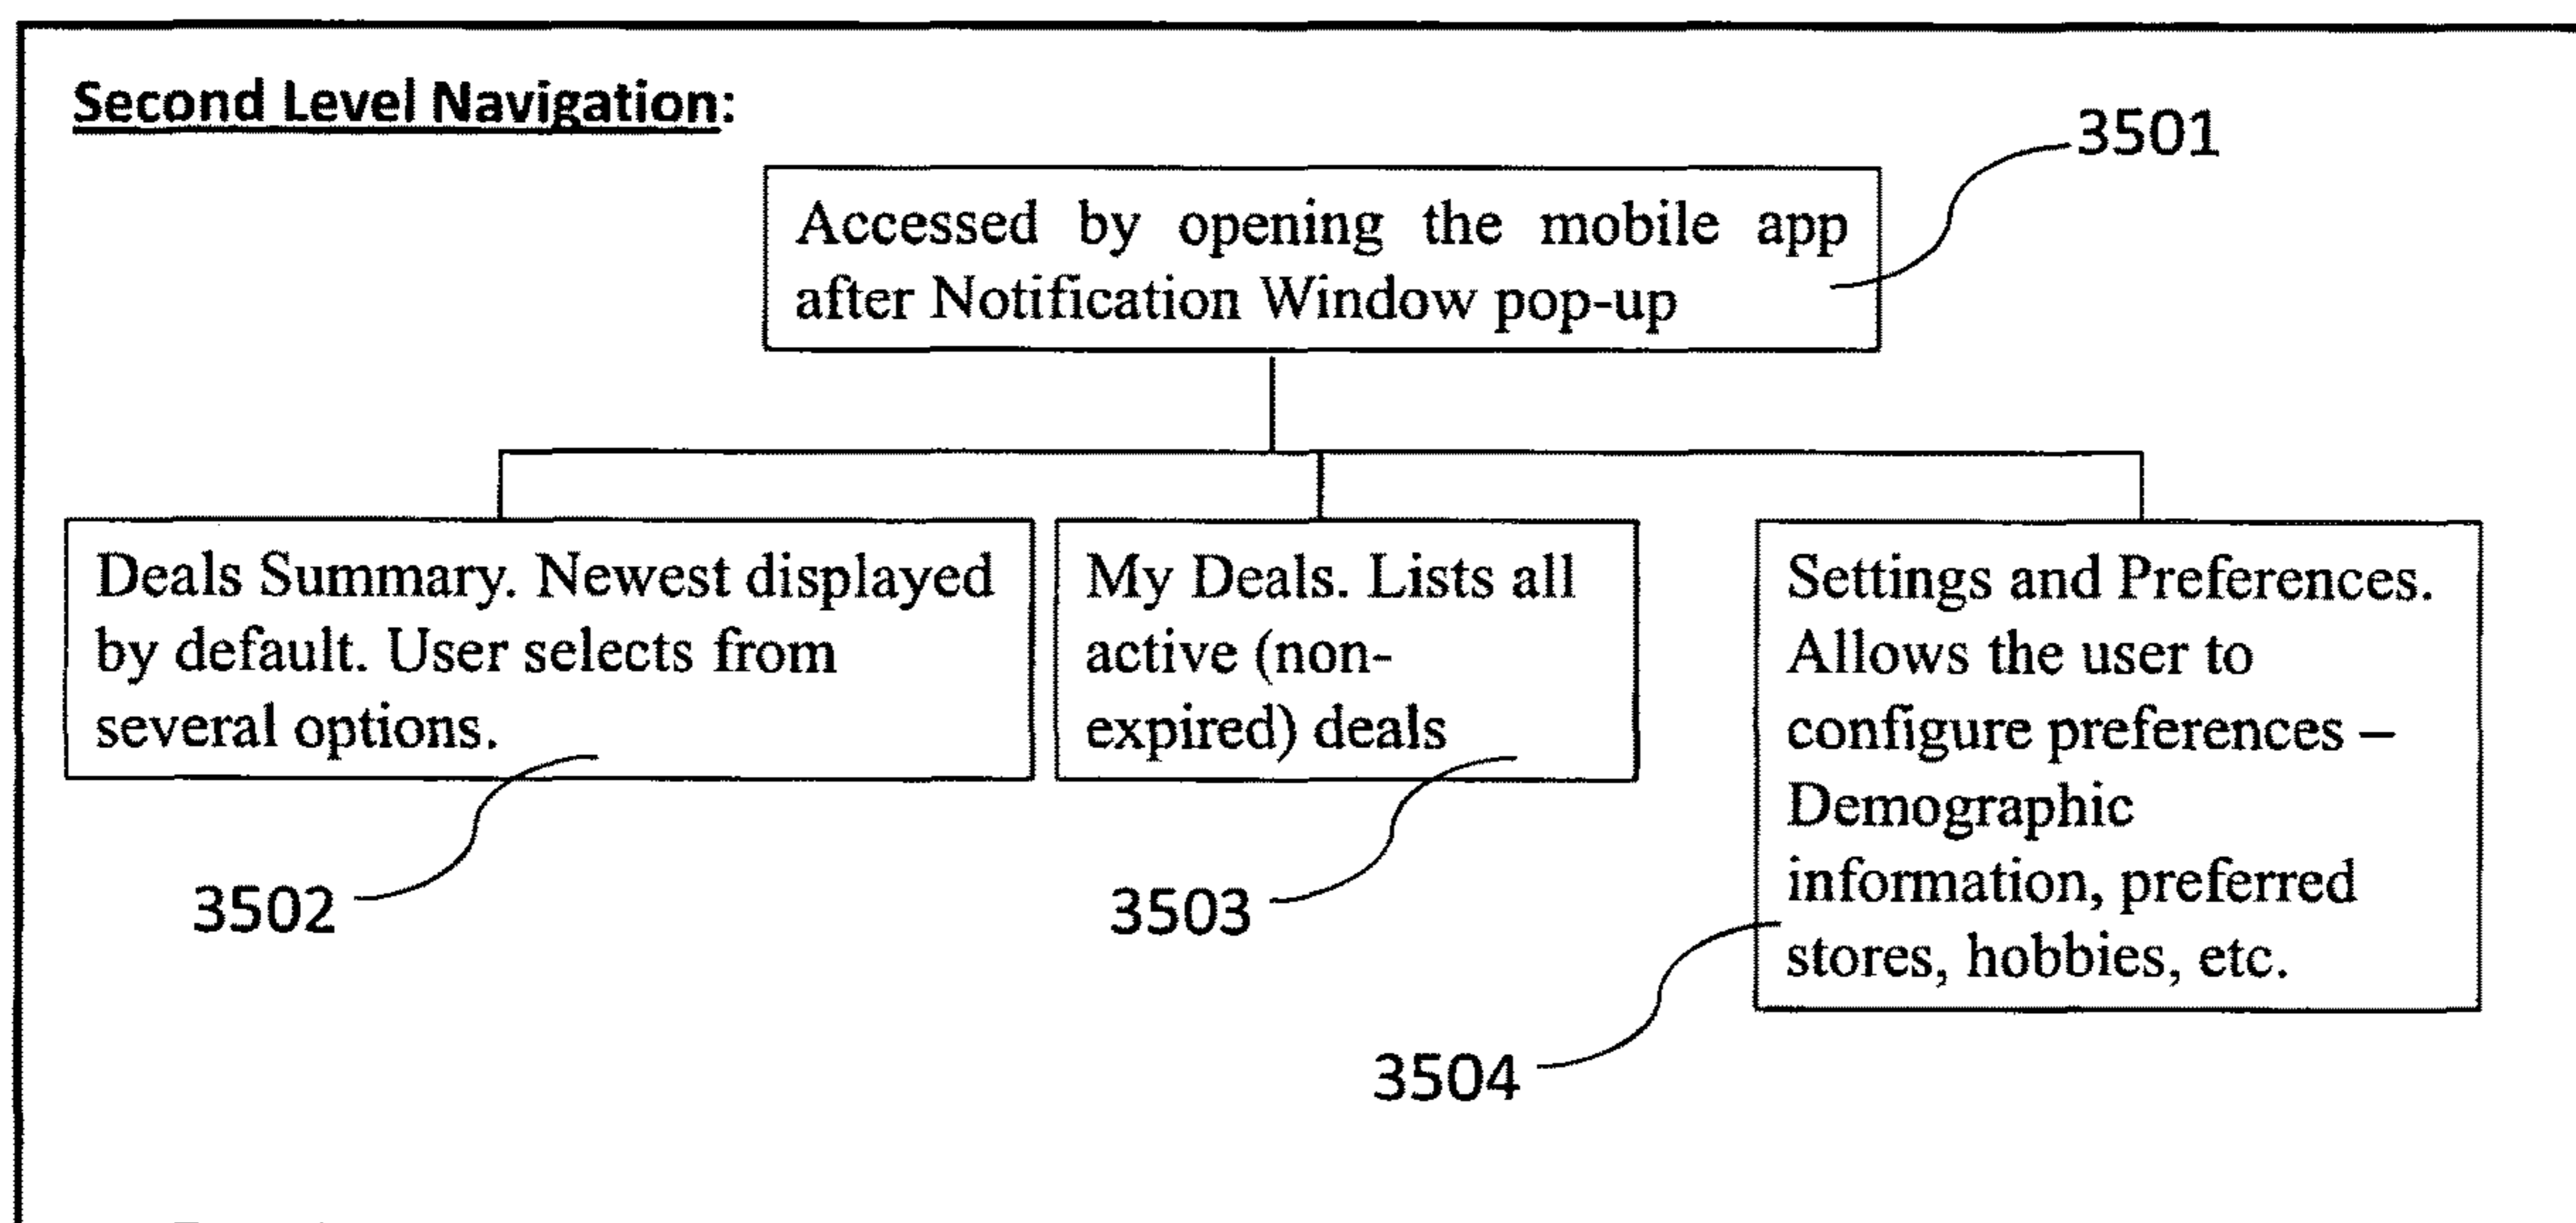 Second Level Navigation:
3501
Accessed by opening the mobile app
after Notification Window pop-up
Deals Summary. Newest displayed
by default. User selects from
several options.
3502
My Deals. Lists all
active (non-
expired) deals
3503
Settings and Preferences.
Allows the user to
configure preferences –
Demographic
information, preferred
stores, hobbies, etc.
3504